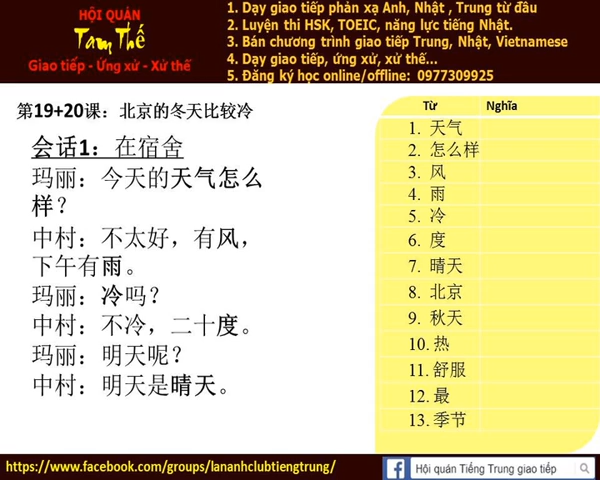 HỘI QUÁN
Tam Thế
Giao tiếp - Ứng xử - Xử thế
1. Dạy giao tiếp phản xạ Anh, Nhật , Trung từ đầu
2. Luyện thi HSK, TOEIC, năng lực tiếng Nhật.
3. Bán chương trình giao tiếp Trung, Nhật, Vietnamese
4. Dạy giao tiếp, ứng xử, xử thế...
5. Đăng ký học online/offline: 0977309925
第19+20课：北京的冬天比较冷
会话1：在宿舍
玛丽：今天的天气怎么
样？
中村：不太好，有风，
下午有雨。
玛丽：冷吗？
中村：不冷，二十度。
玛丽：明天呢？
中村：明天是晴天。
Từ Nghĩa
1. 天气
2. 怎么样
3. 风
4. 雨
5. 冷
6. 度
7. 晴天
8. 北京
9. 秋天
10. 热
11. 舒服
12. 最
13. 季节
https://www.facebook.com/groups/lananhclubtiengtrung/
f Hội quán Tiếng Trung giao tiếp